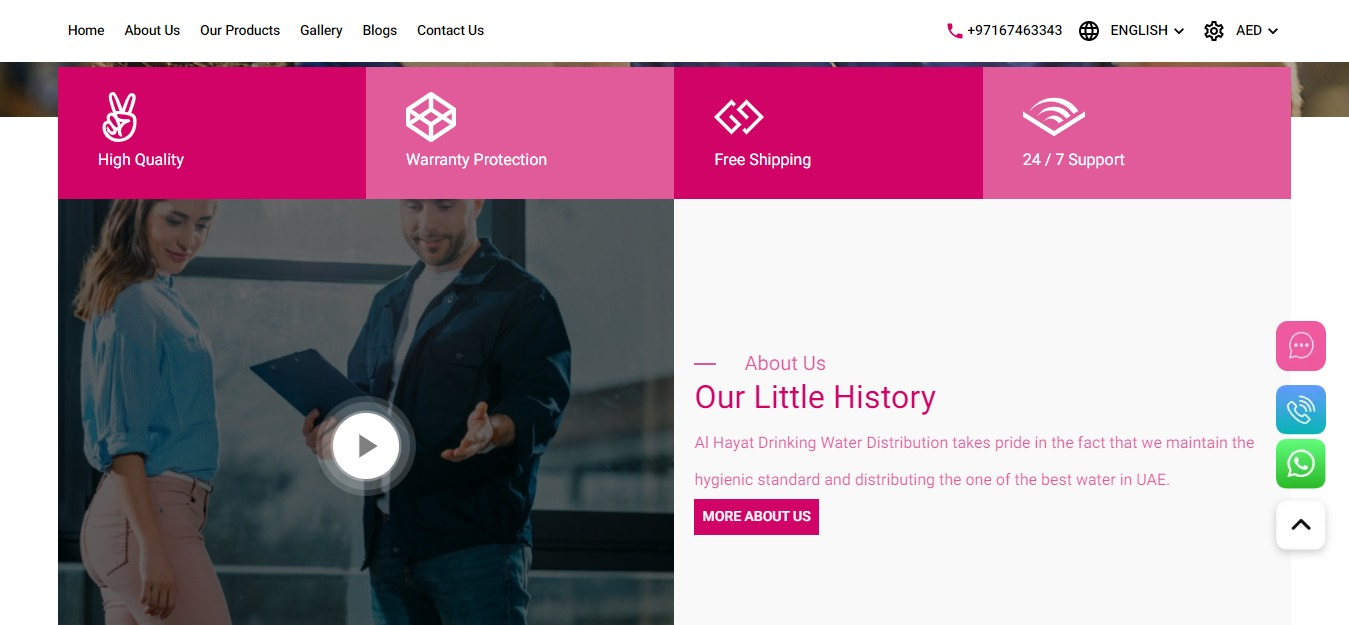 Home About Us Our Products Gallery Blogs Contact Us +97167463343 ENGLISH AED
High Quality Warranty Protection Free Shipping 24 / 7 Support
About Us
Our Little History
Al Hayat Drinking Water Distribution takes pride in the fact that we maintain the
hygienic standard and distributing the one of the best water in UAE.
MORE ABOUT US